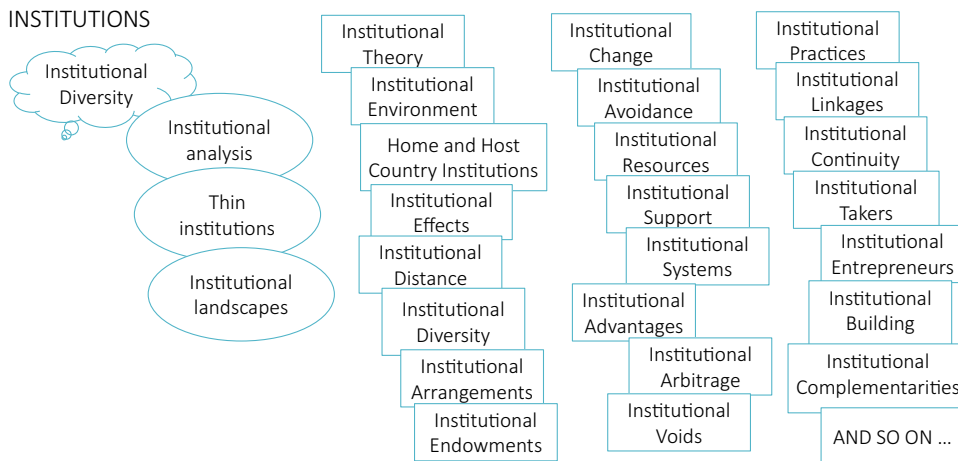 INSTITUTIONS
Institutional
Diversity
Institutional
analysis
Thin
institutions
Institutional
landscapes
Institutional
Theory
Institutional
Environment
Home and Host
Country Institutions
Institutional
Effects
Institutional
Distance
Institutional
Diversity
Institutional
Arrangements
Institutional
Endowments
Institutional
Change
Institutional
Avoidance
Institutional
Resources
Institutional
Support
Institutional
Systems
Institutional
Advantages
Institutional
Arbitrage
Institutional
Voids
Institutional
Practices
Institutional
Linkages
Institutional
Continuity
Institutional
Takers
Institutional
Entrepreneurs
Institutional
Building
Institutional
Complementarities
AND SO ON ...